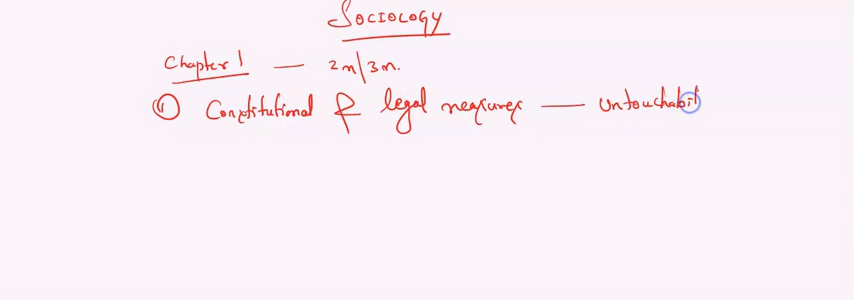 Sociology
Chapter 1 — 2m/3m.
① Constitutional & legal measures — Untouchabil